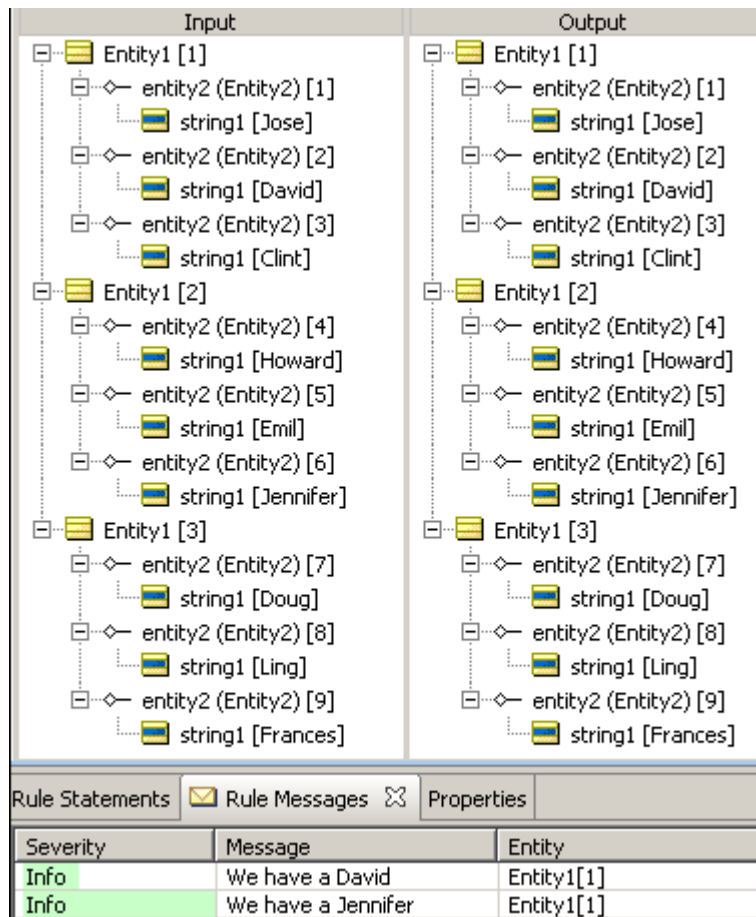 Input Output
Entity1 [1] Entity1 [1]
entity2 (Entity2) [1] entity2 (Entity2) [1]
string1 [Jose] string1 [Jose]
entity2 (Entity2) [2] entity2 (Entity2) [2]
string1 [David] string1 [David]
entity2 (Entity2) [3] entity2 (Entity2) [3]
string1 [Clint] string1 [Clint]
Entity1 [2] Entity1 [2]
entity2 (Entity2) [4] entity2 (Entity2) [4]
string1 [Howard] string1 [Howard]
entity2 (Entity2) [5] entity2 (Entity2) [5]
string1 [Emil] string1 [Emil]
entity2 (Entity2) [6] entity2 (Entity2) [6]
string1 [Jennifer] string1 [Jennifer]
Entity1 [3] Entity1 [3]
entity2 (Entity2) [7] entity2 (Entity2) [7]
string1 [Doug] string1 [Doug]
entity2 (Entity2) [8] entity2 (Entity2) [8]
string1 [Ling] string1 [Ling]
entity2 (Entity2) [9] entity2 (Entity2) [9]
string1 [Frances] string1 [Frances]
Rule Statements Rule Messages Properties
Severity Message Entity
Info We have a David Entity1[1]
Info We have a Jennifer Entity1[1]